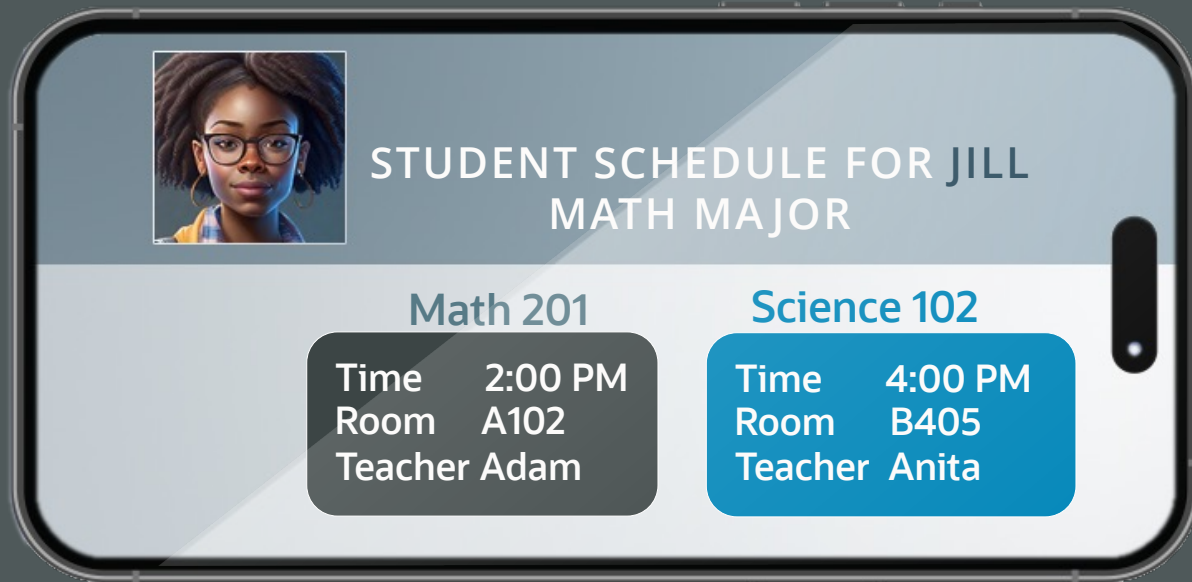 STUDENT SCHEDULE FOR JILL
MATH MAJOR
Math 201
Time 2:00 PM
Room A102
Teacher Adam
Science 102
Time 4:00 PM
Room B405
Teacher Anita